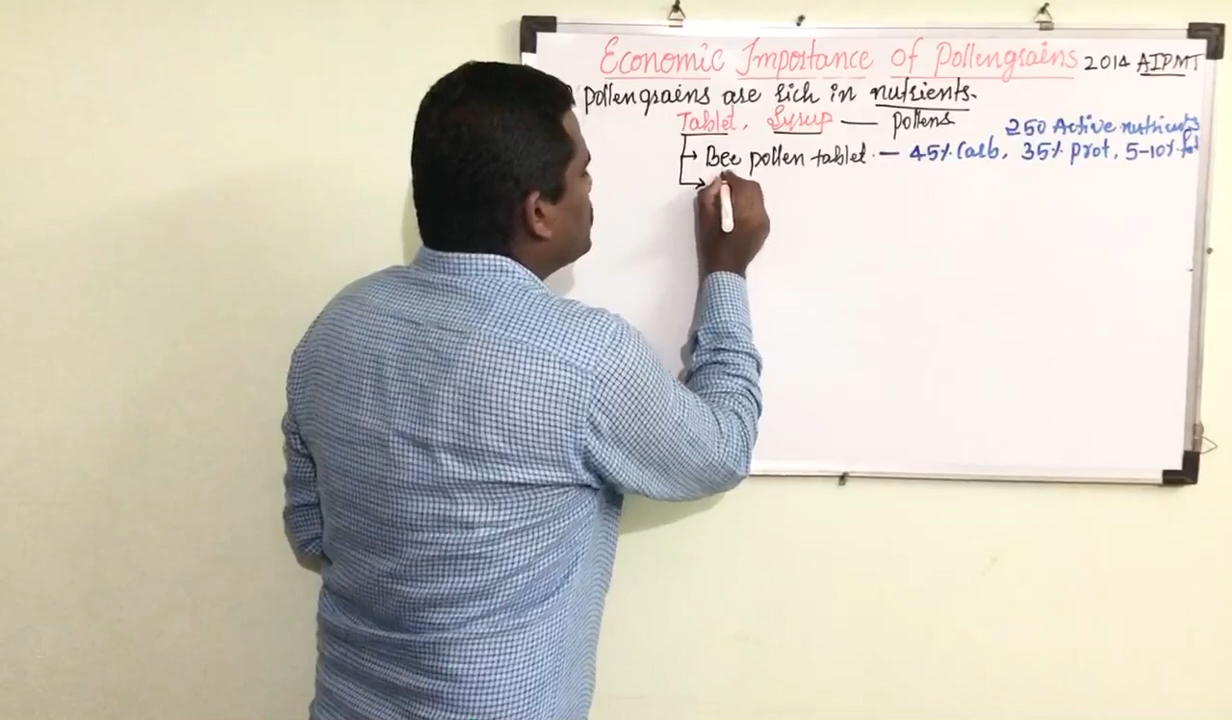 Economic Importance of Pollengrains 2014 AIPMT
pollengrains are rich in nutrients.
Tablet, Syrup — pollens
250 Active nutrients
→ Bee pollen tablet. — 45% Carb, 35% prot, 5-10% fat
→